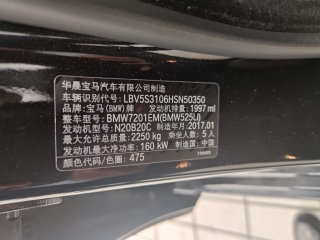 华晨宝马汽车有限公司制造
车辆识别代号: LBV5S3106HSN50350
品牌: 宝马(BMW)牌 发动机排量: 1997 ml
整车型号: BMW7201EM(BMW525Li)
发动机型号: N20B20C 制造年月: 2017.01
最大允许总质量: 2250 kg 乘坐人数: 5 人
发动机最大净功率: 160 kW 制造国: 中国
颜色代码/色圈: 475